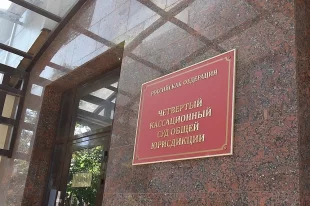 РОССИЙСКАЯ ФЕДЕРАЦИЯ
ЧЕТВЕРТЫЙ
КАССАЦИОННЫЙ
СУД ОБЩЕЙ
ЮРИСДИКЦИИ